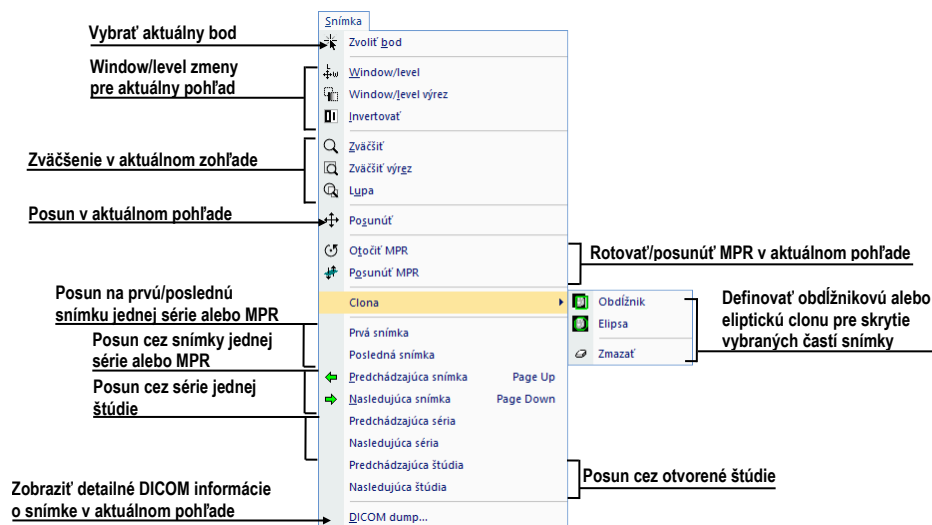 Snímka
Vybrať aktuálny bod
Zvoliť bod
Window/level zmeny
pre aktuálny pohľad
Window/level
Window/level výrez
Invertovať
Zväčšenie v aktuálnom zohľade
Zväčšiť
Zväčšiť výrez
Lupa
Posun v aktuálnom pohľade
Posunúť
Otočiť MPR
Posunúť MPR
Rotovať/posunúť MPR v aktuálnom pohľade
Clona
Obdĺžnik
Elipsa
Zmazať
Definovať obdĺžnikovú alebo
eliptickú clonu pre skrytie
vybraných častí snímky
Posun na prvú/poslednú
snímku jednej série alebo MPR
Prvá snímka
Posledná snímka
Posun cez snímky jednej
série alebo MPR
Predchádzajúca snímka Page Up
Nasledujúca snímka Page Down
Posun cez série jednej
štúdie
Predchádzajúca séria
Nasledujúca séria
Predchádzajúca štúdia
Nasledujúca štúdia
Posun cez otvorené štúdie
Zobraziť detailné DICOM informácie
o snímke v aktuálnom pohľade
DICOM dump...